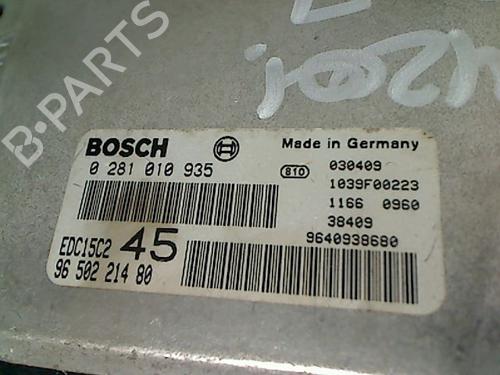 B-PARTS
BOSCH
Made in Germany
0 281 010 935
810
030409
1039F00223
1166 0960
38409
EDC15C2 45
9640938680
96 502 214 80